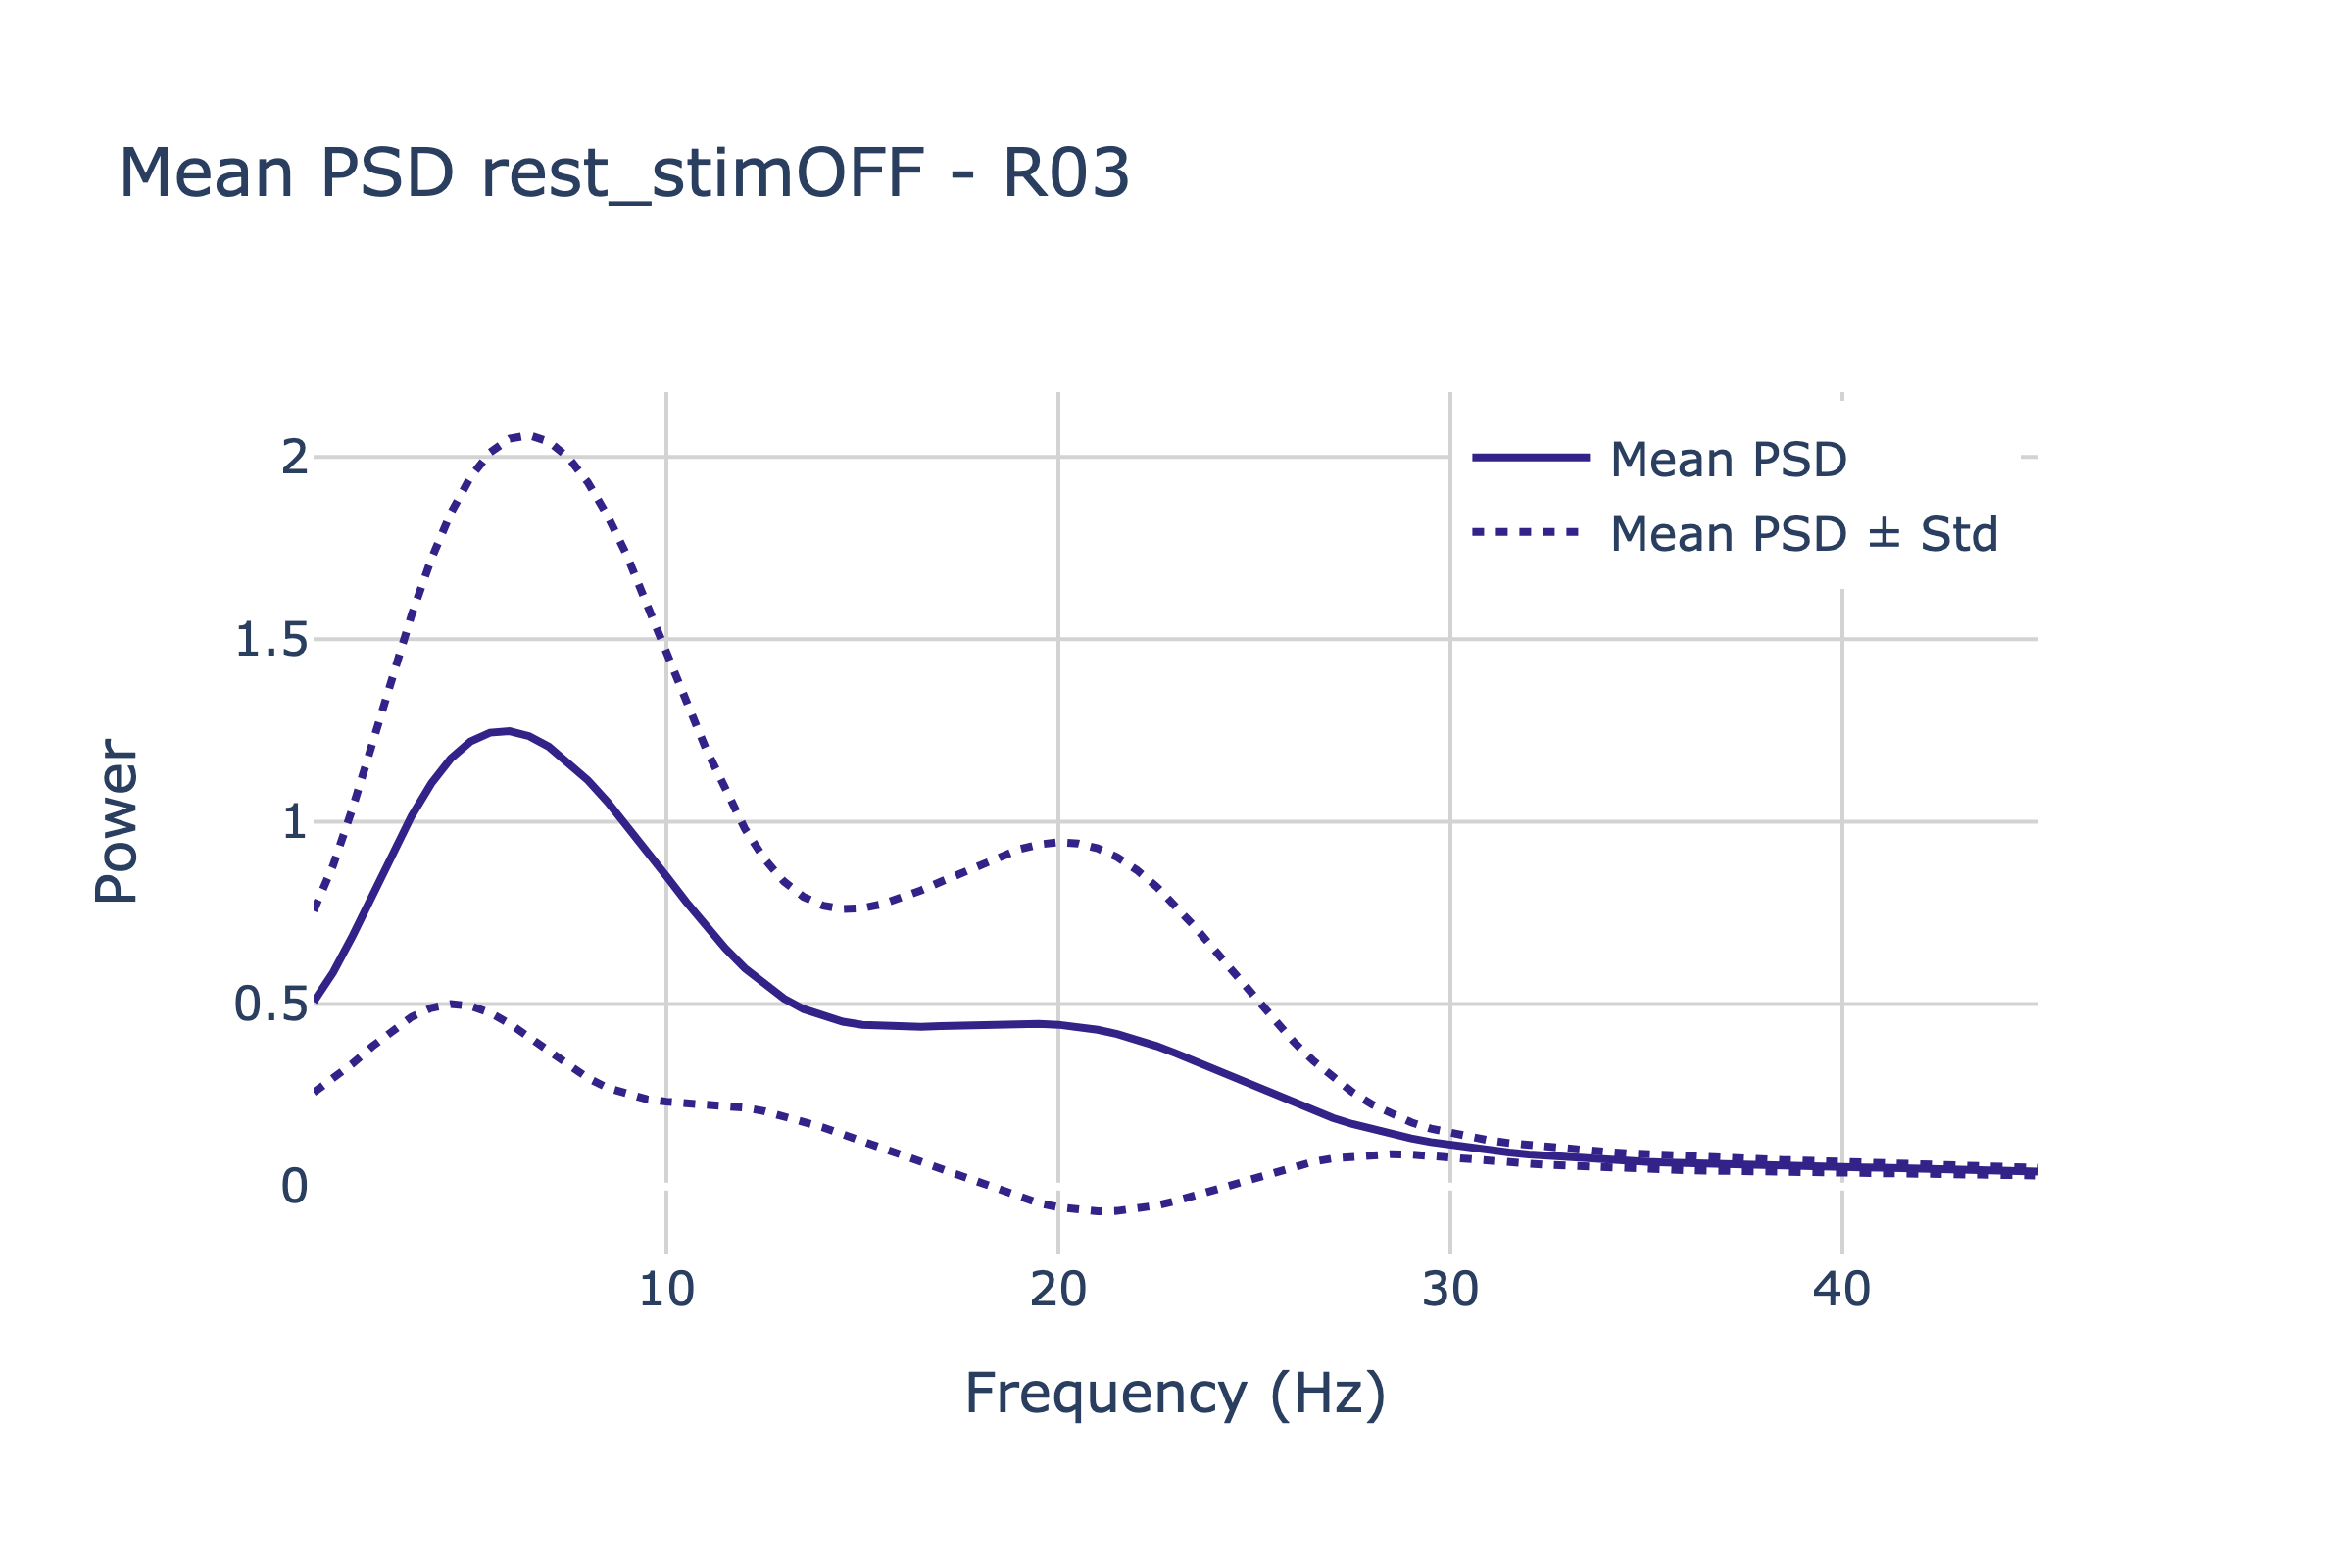 Mean PSD rest_stimOFF - R03
Mean PSD
Mean PSD ± Std
2
1.5
1
0.5
0
Power
10 20 30 40
Frequency (Hz)